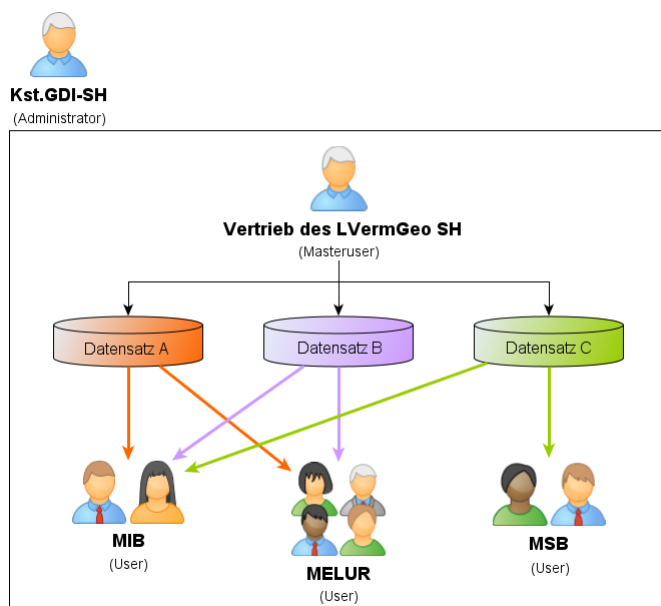 Kst.GDI-SH
(Administrator)
Vertrieb des LVermGeo SH
(Masteruser)
Datensatz A
Datensatz B
Datensatz C
MIB
(User)
MELUR
(User)
MSB
(User)